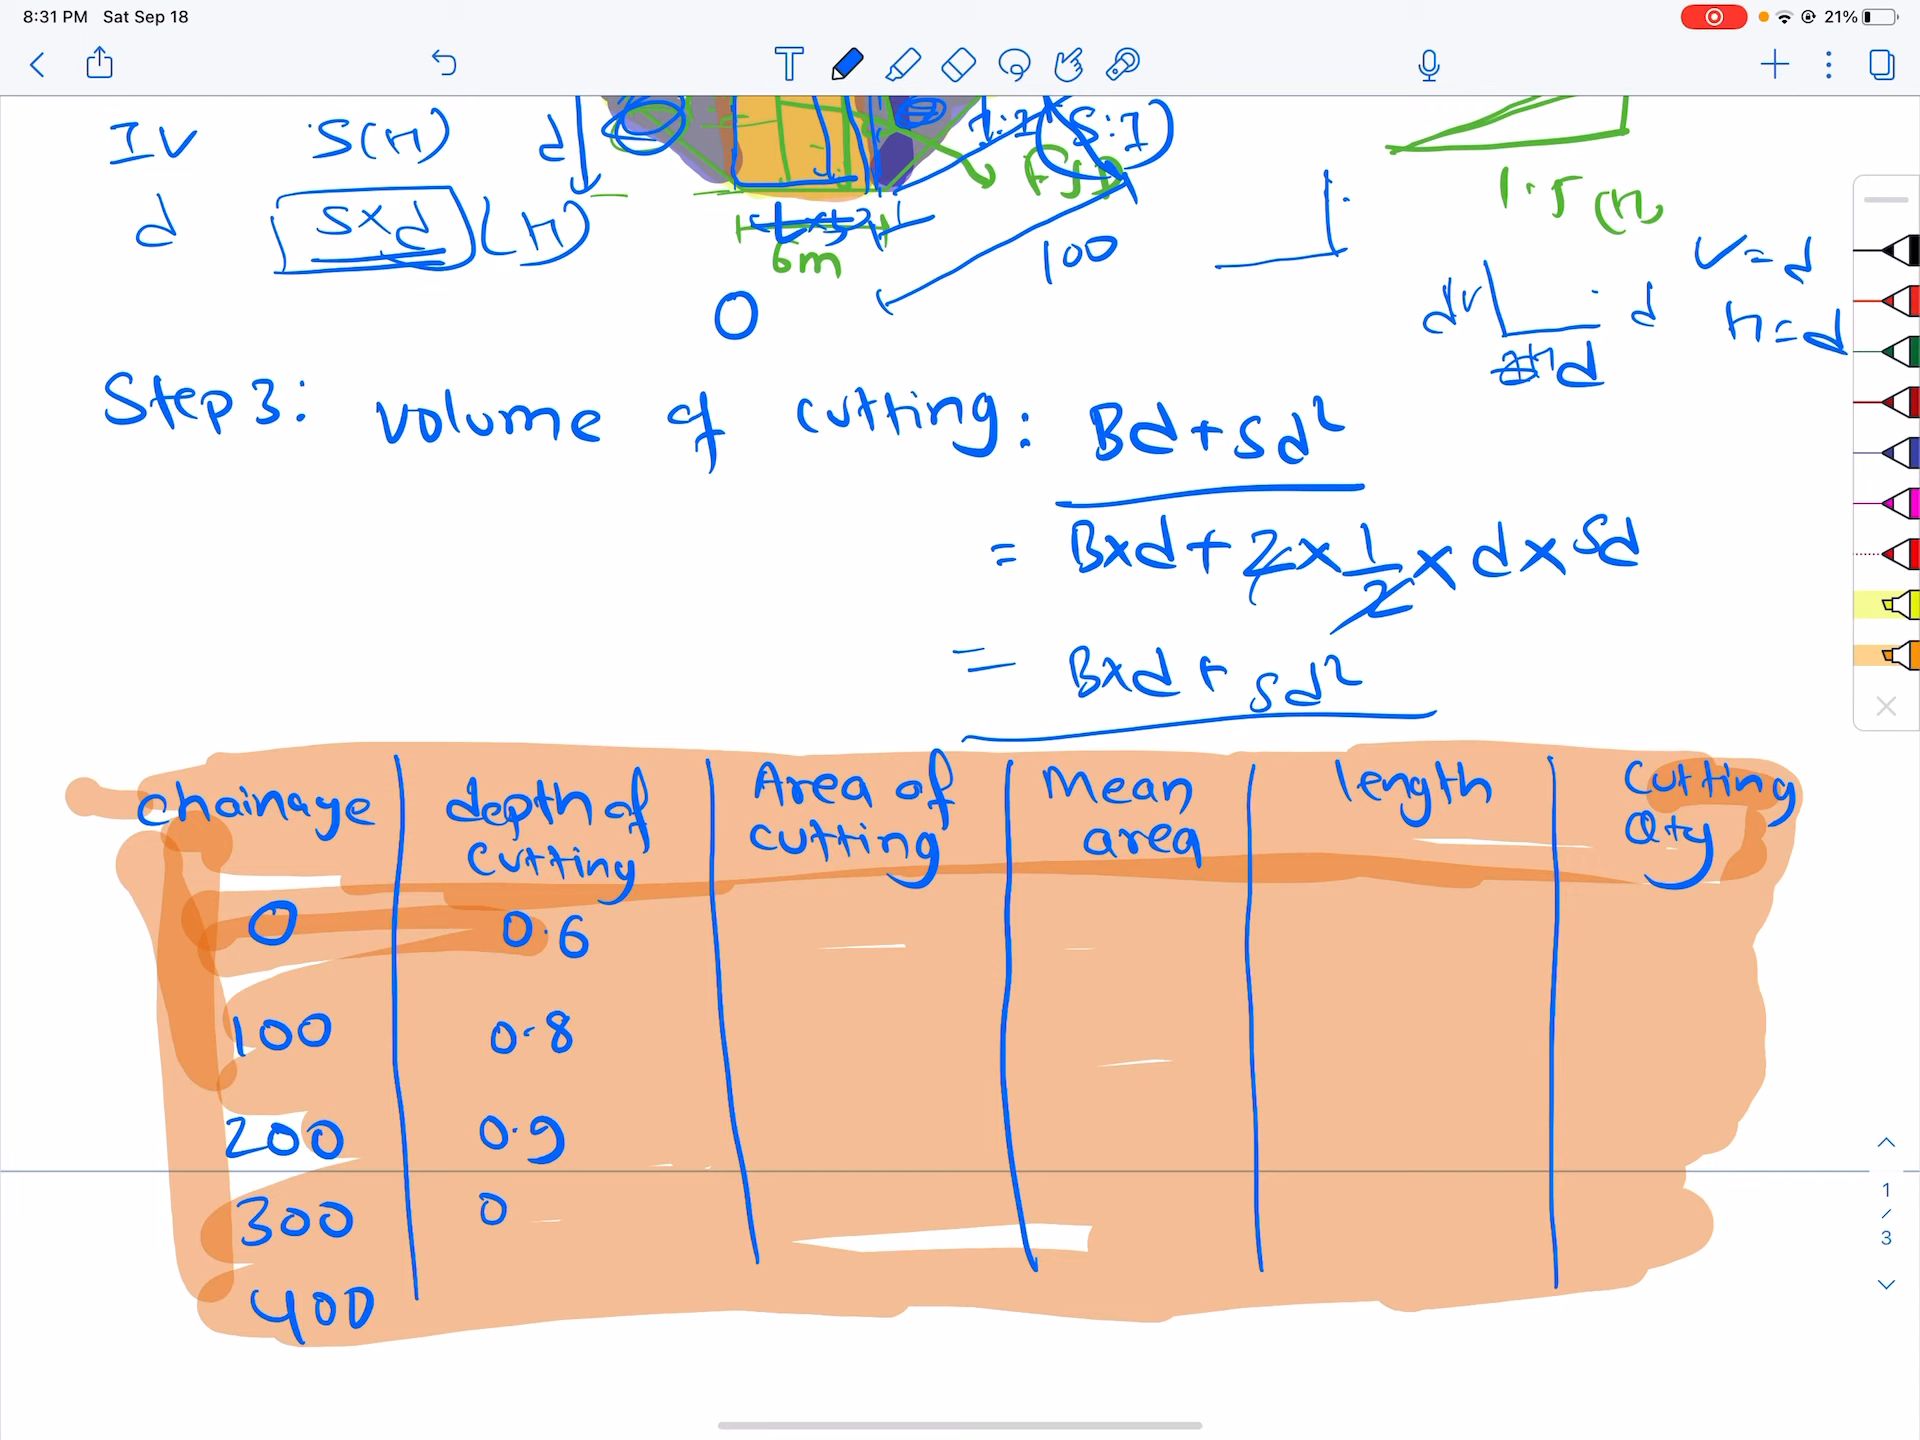 8:31 PM Sat Sep 18 21%
IV S(H) d
d S×d (H)
6m
100
1.5 (H)
V=d
H=d
dV d
d
0
Step 3: volume of cutting: Bd+Sd²
= B×d + 2×1/2×d×Sd
= B×d + Sd²
chainage depth of cutting Area of cutting Mean area length Cutting Qty
0 0.6
100 0.8
200 0.9
300 0
400
1
/
3